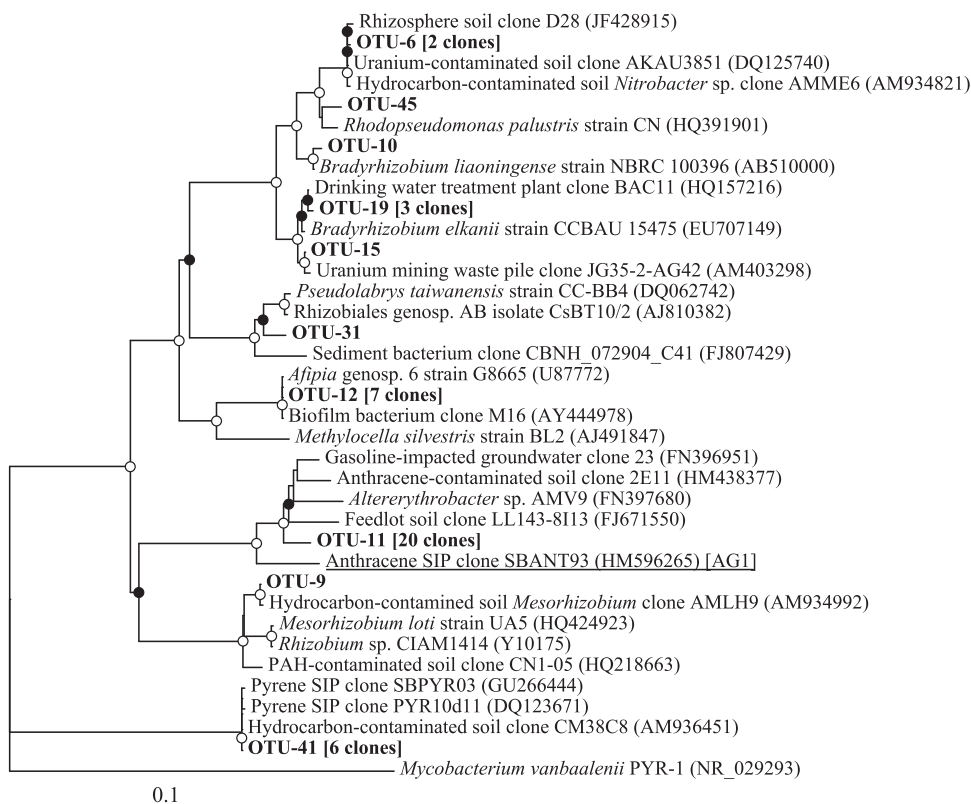 Rhizosphere soil clone D28 (JF428915)
OTU-6 [2 clones]
Uranium-contaminated soil clone AKAU3851 (DQ125740)
Hydrocarbon-contaminated soil Nitrobacter sp. clone AMME6 (AM934821)
OTU-45
Rhodopseudomonas palustris strain CN (HQ391901)
OTU-10
Bradyrhizobium liaoningense strain NBRC 100396 (AB510000)
Drinking water treatment plant clone BAC11 (HQ157216)
OTU-19 [3 clones]
Bradyrhizobium elkanii strain CCBAU 15475 (EU707149)
OTU-15
Uranium mining waste pile clone JG35-2-AG42 (AM403298)
Pseudolabrys taiwanensis strain CC-BB4 (DQ062742)
Rhizobiales genosp. AB isolate CsBT10/2 (AJ810382)
OTU-31
Sediment bacterium clone CBNH_072904_C41 (FJ807429)
Afipia genosp. 6 strain G8665 (U87772)
OTU-12 [7 clones]
Biofilm bacterium clone M16 (AY444978)
Methylocella silvestris strain BL2 (AJ491847)
Gasoline-impacted groundwater clone 23 (FN396951)
Anthracene-contaminated soil clone 2E11 (HM438377)
Altererythrobacter sp. AMV9 (FN397680)
Feedlot soil clone LL143-8I13 (FJ671550)
OTU-11 [20 clones]
Anthracene SIP clone SBANT93 (HM596265) [AG1]
OTU-9
Hydrocarbon-contamined soil Mesorhizobium clone AMLH9 (AM934992)
Mesorhizobium loti strain UA5 (HQ424923)
Rhizobium sp. CIAM1414 (Y10175)
PAH-contaminated soil clone CN1-05 (HQ218663)
Pyrene SIP clone SBPYR03 (GU266444)
Pyrene SIP clone PYR10d11 (DQ123671)
Hydrocarbon-contaminated soil clone CM38C8 (AM936451)
OTU-41 [6 clones]
Mycobacterium vanbaalenii PYR-1 (NR_029293)
0.1